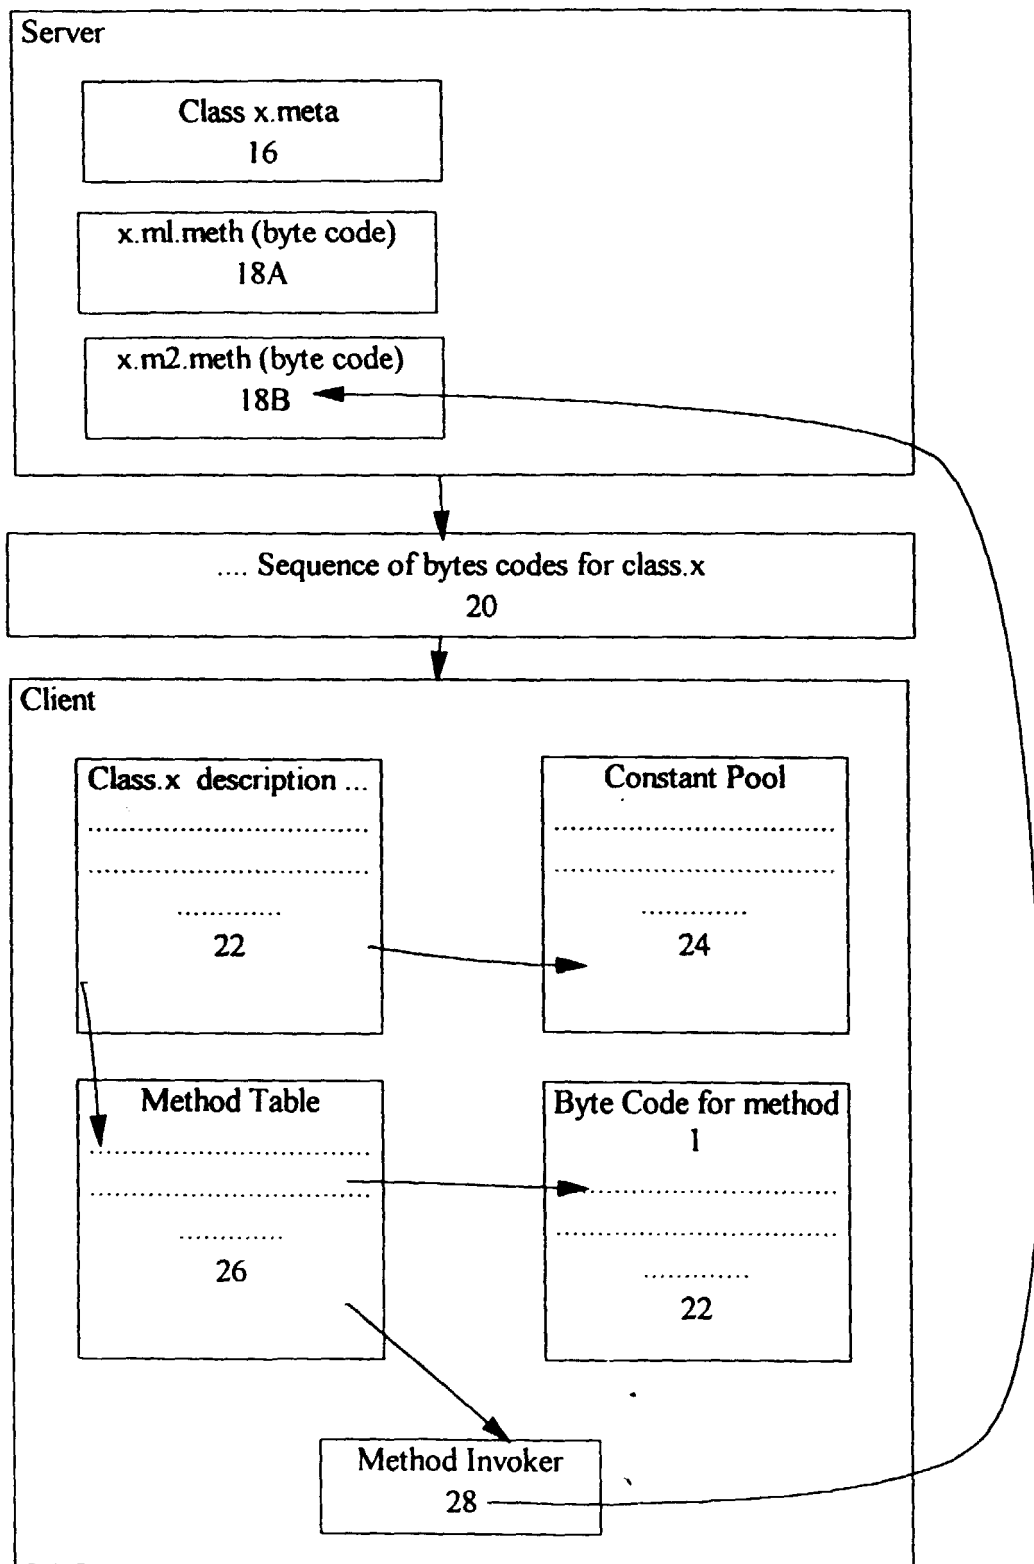 Server
Class x.meta
16
x.ml.meth (byte code)
18A
x.m2.meth (byte code)
18B
.... Sequence of bytes codes for class.x
20
Client
Class.x description ...
22
Constant Pool
24
Method Table
26
Byte Code for method
1
22
Method Invoker
28